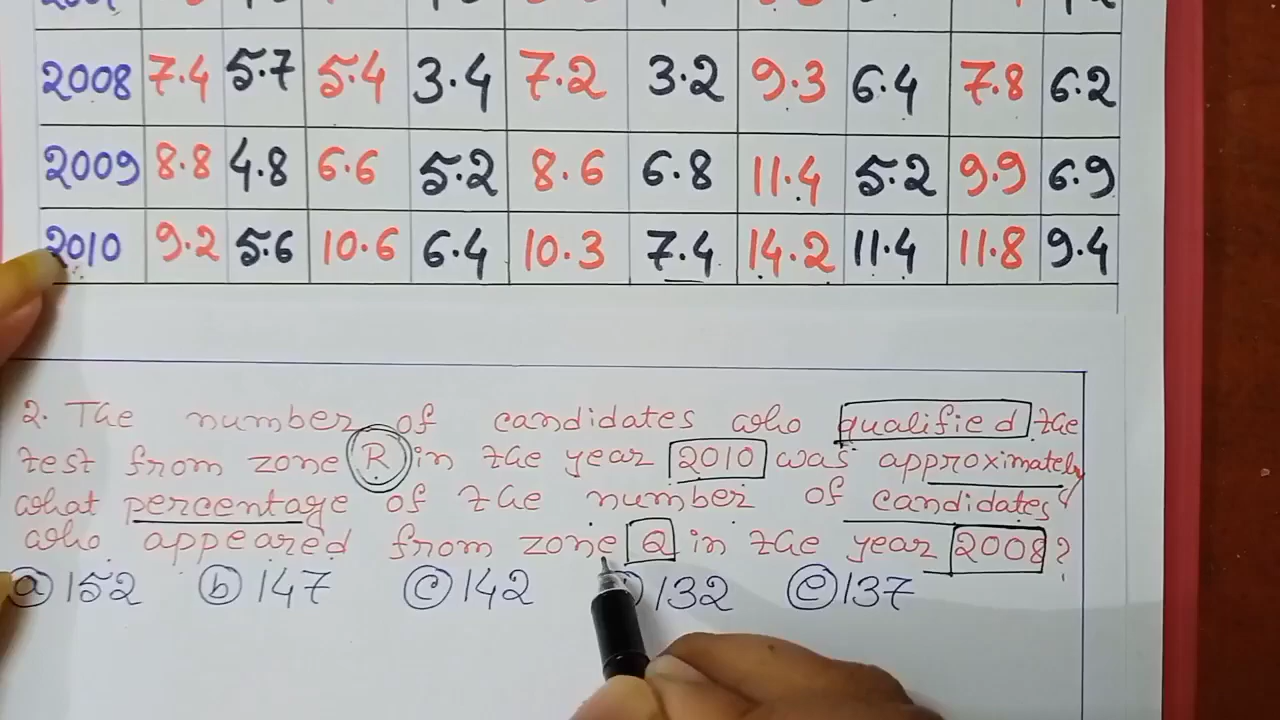 2008 7.4 5.7 5.4 3.4 7.2 3.2 9.3 6.4 7.8 6.2
2009 8.8 4.8 6.6 5.2 8.6 6.8 11.4 5.2 9.9 6.9
2010 9.2 5.6 10.6 6.4 10.3 7.4 14.2 11.4 11.8 9.4
2. The number of candidates who qualified the
test from zone R in the year 2010 was approximately
what percentage of the number of candidates
who appeared from zone Q in the year 2008?
a 152 b 147 c 142 132 e 137